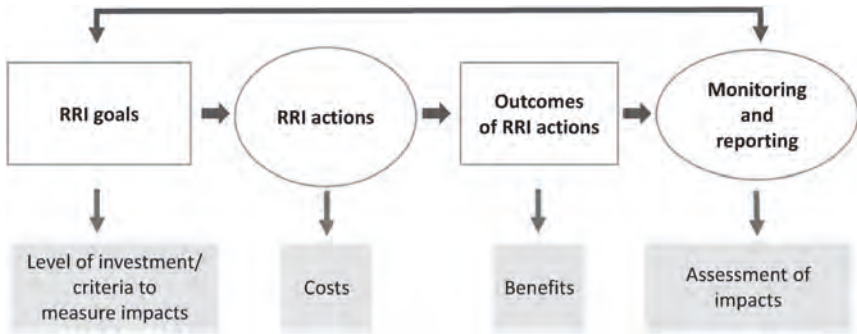 RRI goals
RRI actions
Outcomes
of RRI actions
Monitoring
and
reporting
Level of investment/
criteria to
measure impacts
Costs
Benefits
Assessment of
impacts